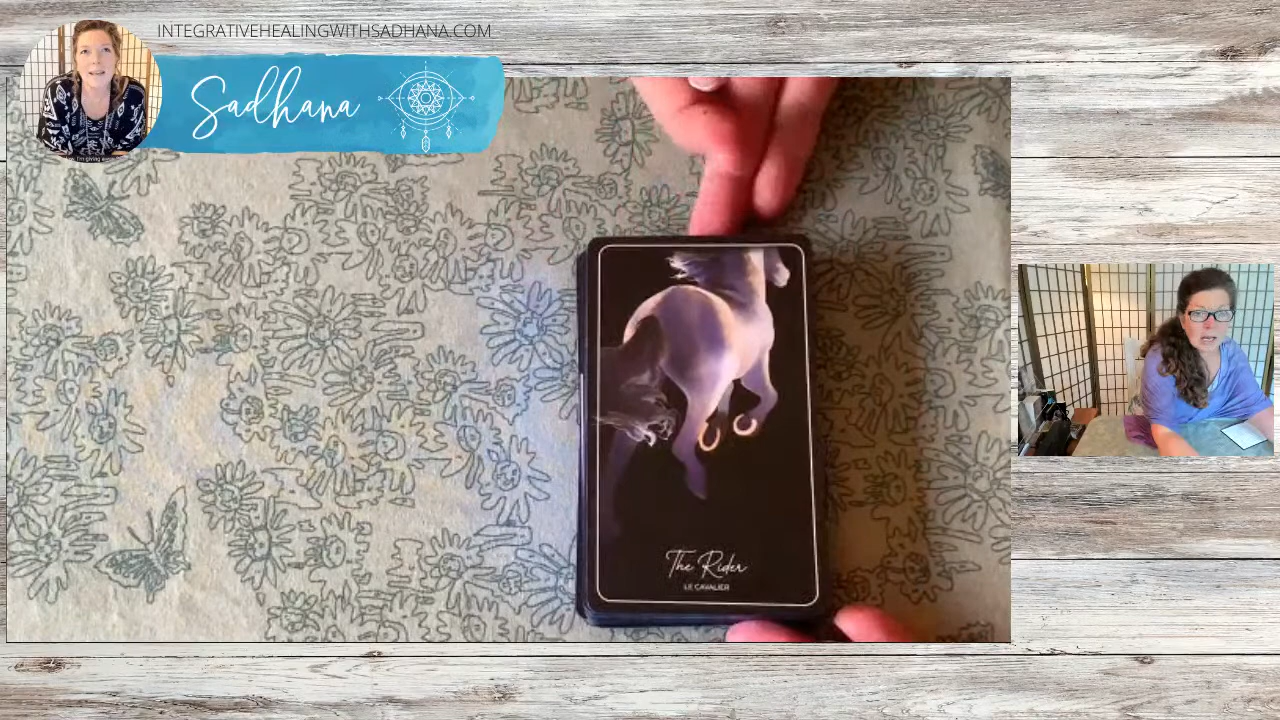 INTEGRATIVEHEALINGWITHSADHANA.COM
Sadhana
The Rider
LE CAVALIER